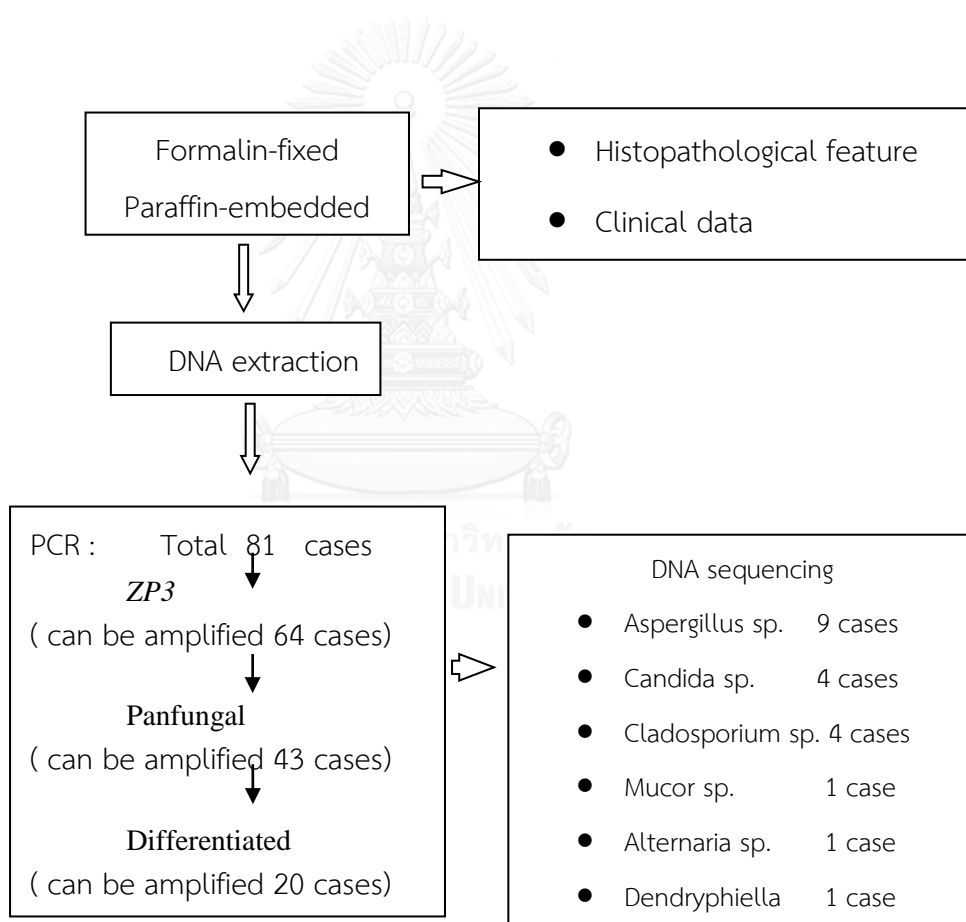 Formalin-fixed
Paraffin-embedded
● Histopathological feature
● Clinical data
DNA extraction
PCR : Total 81 cases
ZP3
( can be amplified 64 cases)
Panfungal
( can be amplified 43 cases)
Differentiated
( can be amplified 20 cases)
DNA sequencing
● Aspergillus sp. 9 cases
● Candida sp. 4 cases
● Cladosporium sp. 4 cases
● Mucor sp. 1 case
● Alternaria sp. 1 case
● Dendryphiella 1 case